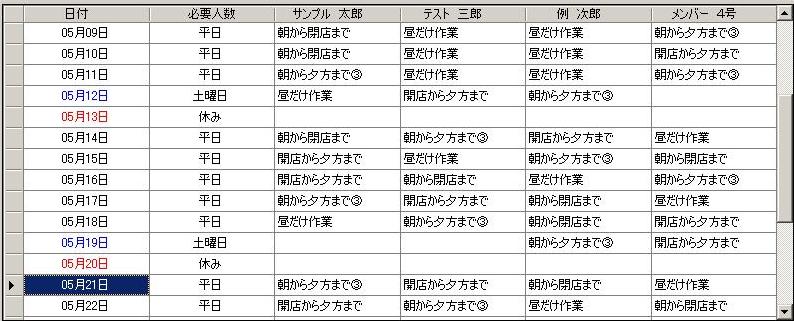 日付 必要人数 サンプル 太郎 テスト 三郎 例 次郎 メンバー 4号
05月09日 平日 朝から閉店まで 昼だけ作業 昼だけ作業 朝から夕方まで③
05月10日 平日 朝から閉店まで 昼だけ作業 昼だけ作業 開店から夕方まで
05月11日 平日 朝から夕方まで③ 昼だけ作業 昼だけ作業 朝から夕方まで③
05月12日 土曜日 昼だけ作業 開店から夕方まで 朝から夕方まで③
05月13日 休み
05月14日 平日 朝から閉店まで 朝から夕方まで③ 開店から夕方まで 昼だけ作業
05月15日 平日 開店から夕方まで 昼だけ作業 朝から夕方まで③ 朝から閉店まで
05月16日 平日 開店から夕方まで 朝から閉店まで 昼だけ作業 朝から夕方まで③
05月17日 平日 朝から夕方まで③ 開店から夕方まで 朝から閉店まで 昼だけ作業
05月18日 平日 昼だけ作業 朝から夕方まで③ 朝から閉店まで 開店から夕方まで
05月19日 土曜日 朝から夕方まで③ 開店から夕方まで
05月20日 休み
05月21日 平日 朝から夕方まで③ 開店から夕方まで 朝から閉店まで 昼だけ作業
05月22日 平日 開店から夕方まで 朝から夕方まで③ 昼だけ作業 朝から閉店まで